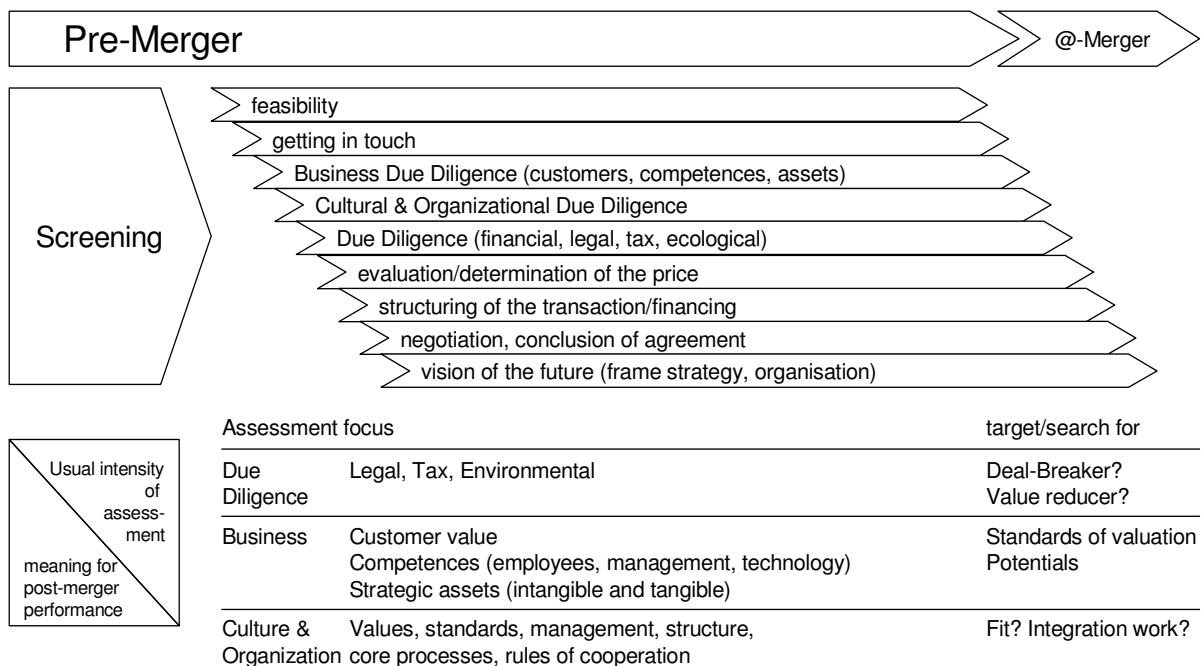 Pre-Merger
@-Merger
Screening
feasibility
getting in touch
Business Due Diligence (customers, competences, assets)
Cultural & Organizational Due Diligence
Due Diligence (financial, legal, tax, ecological)
evaluation/determination of the price
structuring of the transaction/financing
negotiation, conclusion of agreement
vision of the future (frame strategy, organisation)
Usual intensity
of
assess-
ment
meaning for
post-merger
performance
Assessment focus target/search for
Due Legal, Tax, Environmental Deal-Breaker?
Diligence Value reducer?
Business Customer value Standards of valuation
Competences (employees, management, technology) Potentials
Strategic assets (intangible and tangible)
Culture & Values, standards, management, structure, Fit? Integration work?
Organization core processes, rules of cooperation